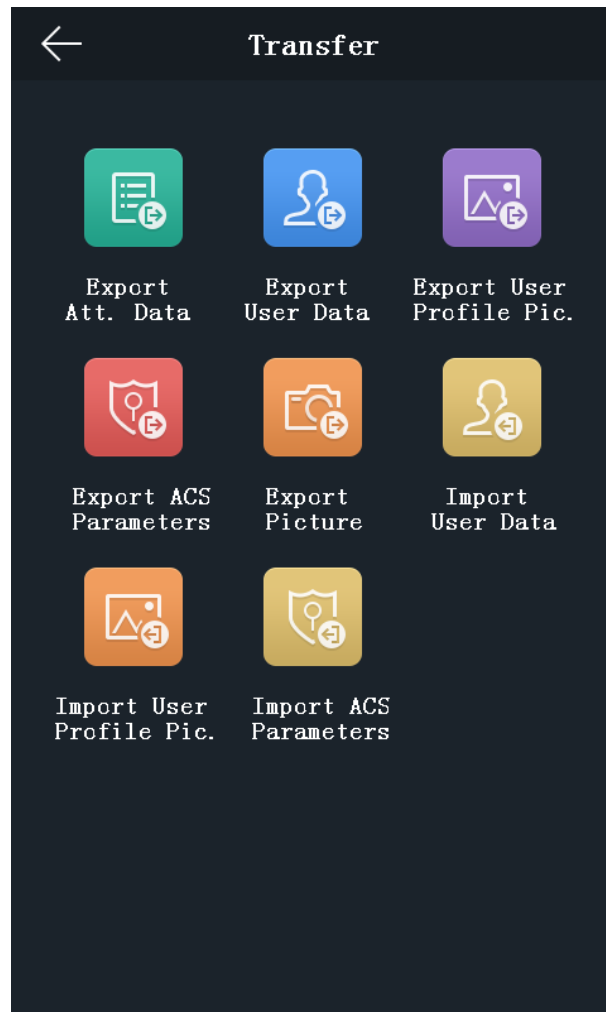 Transfer
Export
Att. Data
Export
User Data
Export User
Profile Pic.
Export ACS
Parameters
Export
Picture
Import
User Data
Import User
Profile Pic.
Import ACS
Parameters